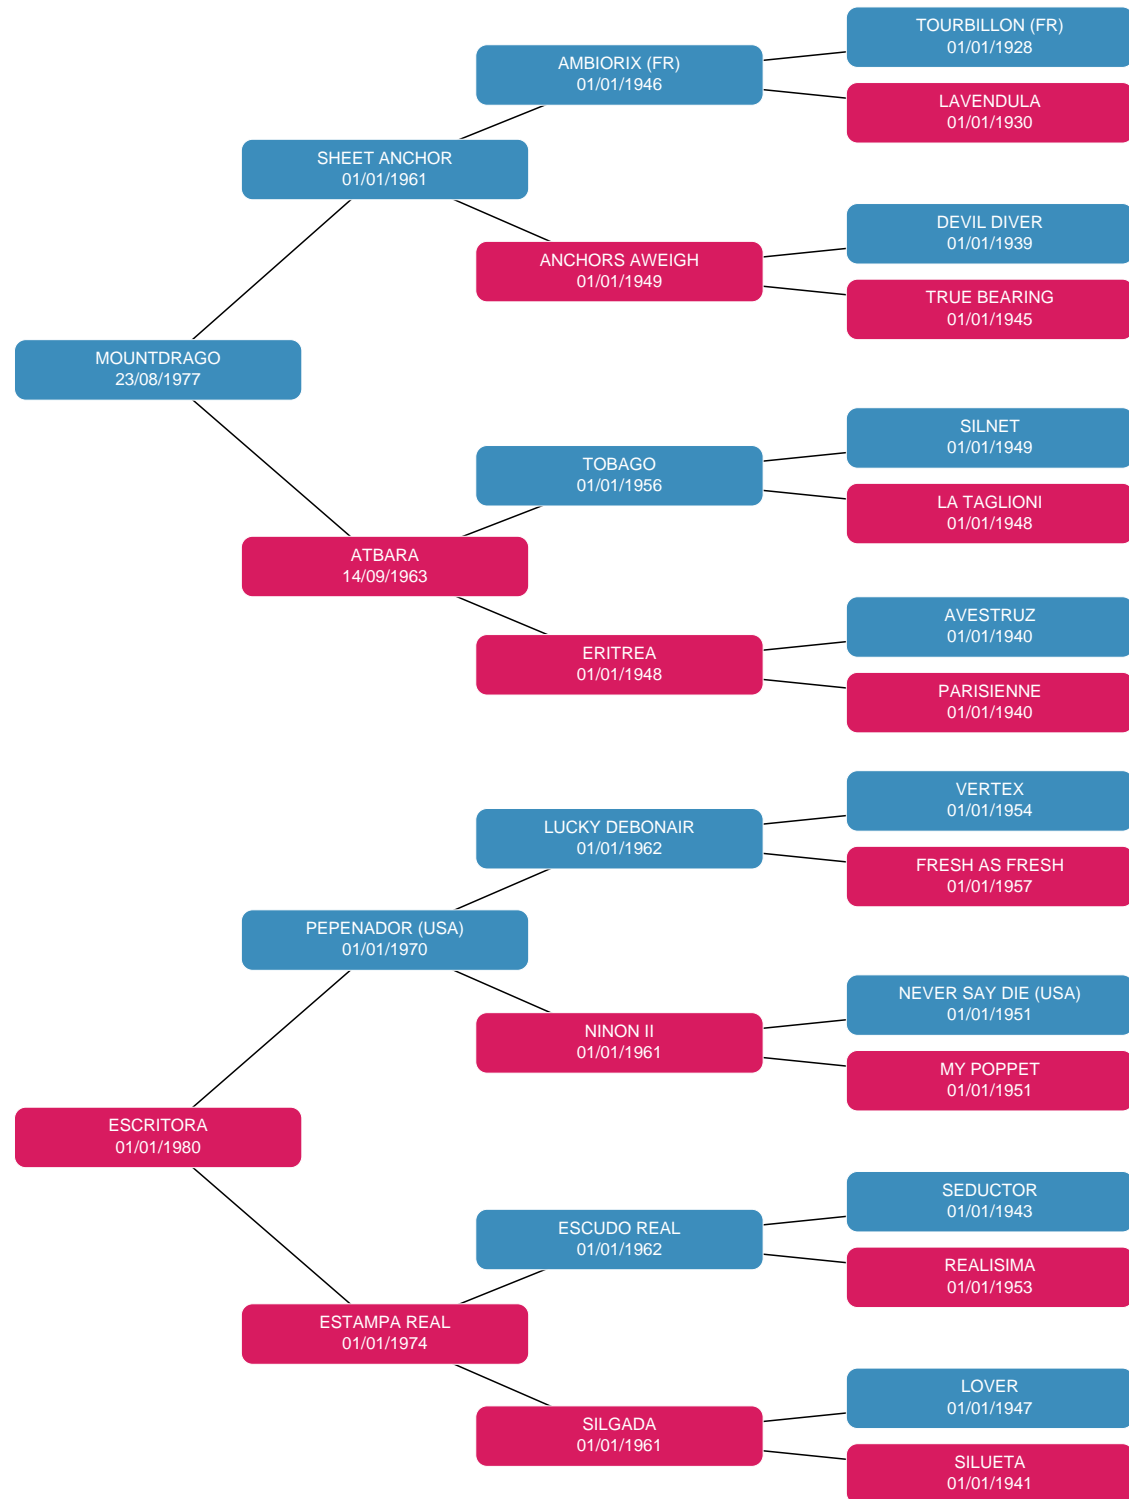 TOURBILLON (FR)
01/01/1928
AMBIORIX (FR)
01/01/1946
LAVENDULA
01/01/1930
SHEET ANCHOR
01/01/1961
DEVIL DIVER
01/01/1939
ANCHORS AWEIGH
01/01/1949
TRUE BEARING
01/01/1945
MOUNTDRAGO
23/08/1977
SILNET
01/01/1949
TOBAGO
01/01/1956
LA TAGLIONI
01/01/1948
ATBARA
14/09/1963
AVESTRUZ
01/01/1940
ERITREA
01/01/1948
PARISIENNE
01/01/1940
VERTEX
01/01/1954
LUCKY DEBONAIR
01/01/1962
FRESH AS FRESH
01/01/1957
PEPENADOR (USA)
01/01/1970
NEVER SAY DIE (USA)
01/01/1951
NINON II
01/01/1961
MY POPPET
01/01/1951
ESCRITORA
01/01/1980
SEDUCTOR
01/01/1943
ESCUDO REAL
01/01/1962
REALISIMA
01/01/1953
ESTAMPA REAL
01/01/1974
LOVER
01/01/1947
SILGADA
01/01/1961
SILUETA
01/01/1941